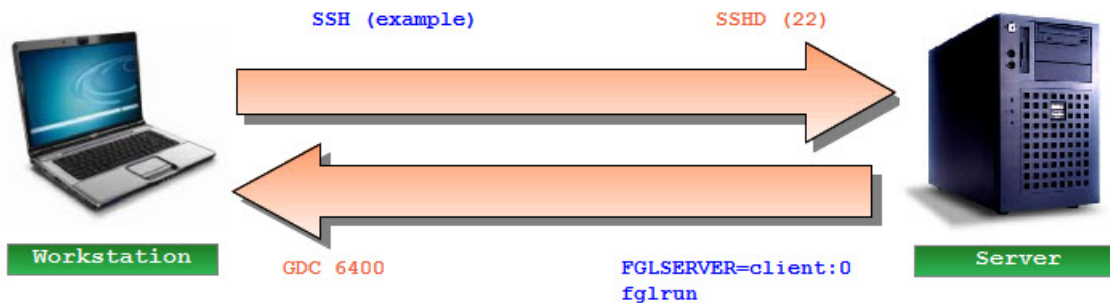 SSH (example)
SSHD (22)
Workstation
GDC 6400
FGLSERVER=client:0
fglrun
Server